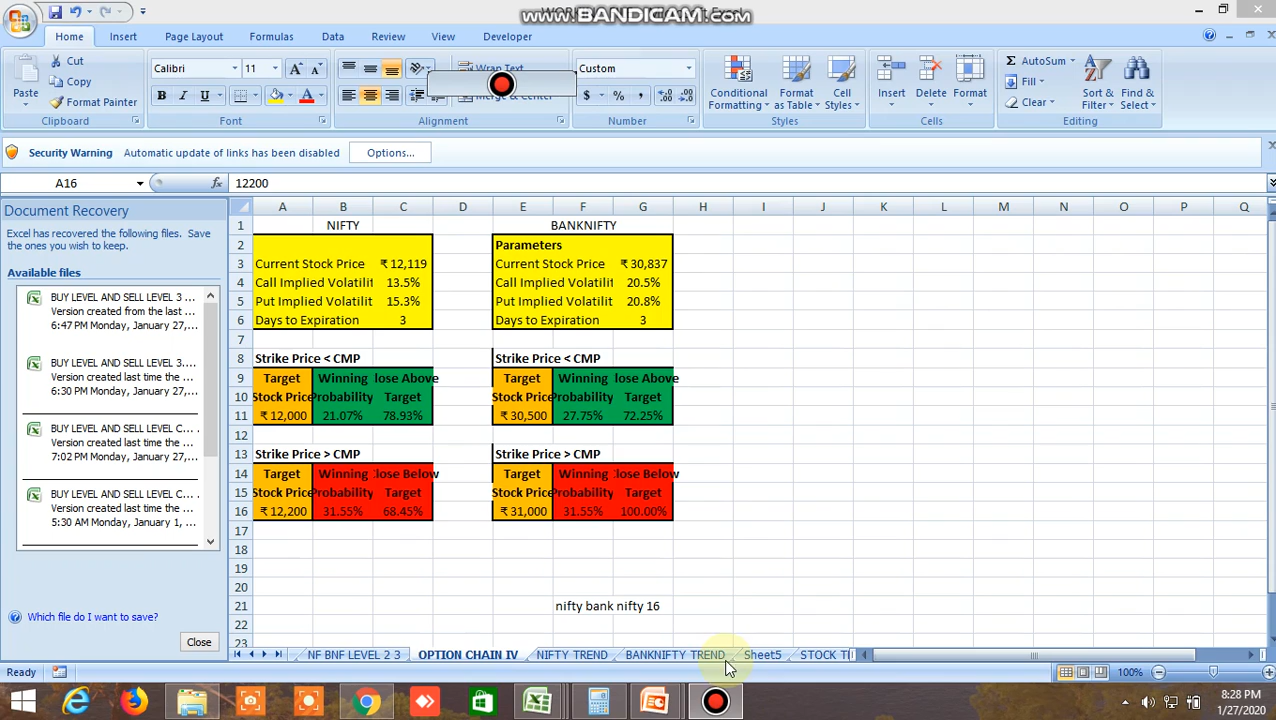 www.BANDICAM.com
Home Insert Page Layout Formulas Data Review View Developer
Paste
Cut
Copy
Format Painter
Clipboard
Calibri 11
B I U
Font
Wrap Text
Merge & Center
Alignment
Custom
$ % ,
Number
Conditional Formatting
Format as Table
Cell Styles
Styles
Insert Delete Format
Cells
AutoSum
Fill
Clear
Sort & Filter
Find & Select
Editing
Security Warning Automatic update of links has been disabled Options...
A16 fx 12200
Document Recovery
Excel has recovered the following files. Save
the ones you wish to keep.
Available files
BUY LEVEL AND SELL LEVEL 3 ...
Version created from the last ...
6:47 PM Monday, January 27,...
BUY LEVEL AND SELL LEVEL 3....
Version created last time the ...
6:30 PM Monday, January 27,...
BUY LEVEL AND SELL LEVEL C...
Version created last time the ...
7:02 PM Monday, January 27,...
BUY LEVEL AND SELL LEVEL C...
Version created last time the ...
5:30 AM Monday, January 1, ...
Which file do I want to save?
Close
A B C D E F G H I J K L M N O P Q
1 NIFTY BANKNIFTY
2 Parameters
3 Current Stock Price ₹ 12,119 Current Stock Price ₹ 30,837
4 Call Implied Volatilit 13.5% Call Implied Volatilit 20.5%
5 Put Implied Volatilit 15.3% Put Implied Volatilit 20.8%
6 Days to Expiration 3 Days to Expiration 3
7
8 Strike Price < CMP Strike Price < CMP
9 Target Winning lose Above Target Winning lose Above
10 Stock Price Probability Target Stock Price Probability Target
11 ₹ 12,000 21.07% 78.93% ₹ 30,500 27.75% 72.25%
12
13 Strike Price > CMP Strike Price > CMP
14 Target Winning lose Below Target Winning lose Below
15 Stock Price Probability Target Stock Price Probability Target
16 ₹ 12,200 31.55% 68.45% ₹ 31,000 31.55% 100.00%
17
18
19
20
21 nifty bank nifty 16
22
23
NF BNF LEVEL 2 3 OPTION CHAIN IV NIFTY TREND BANKNIFTY TREND Sheet5 STOCK T
Ready 100%
8:28 PM
1/27/2020